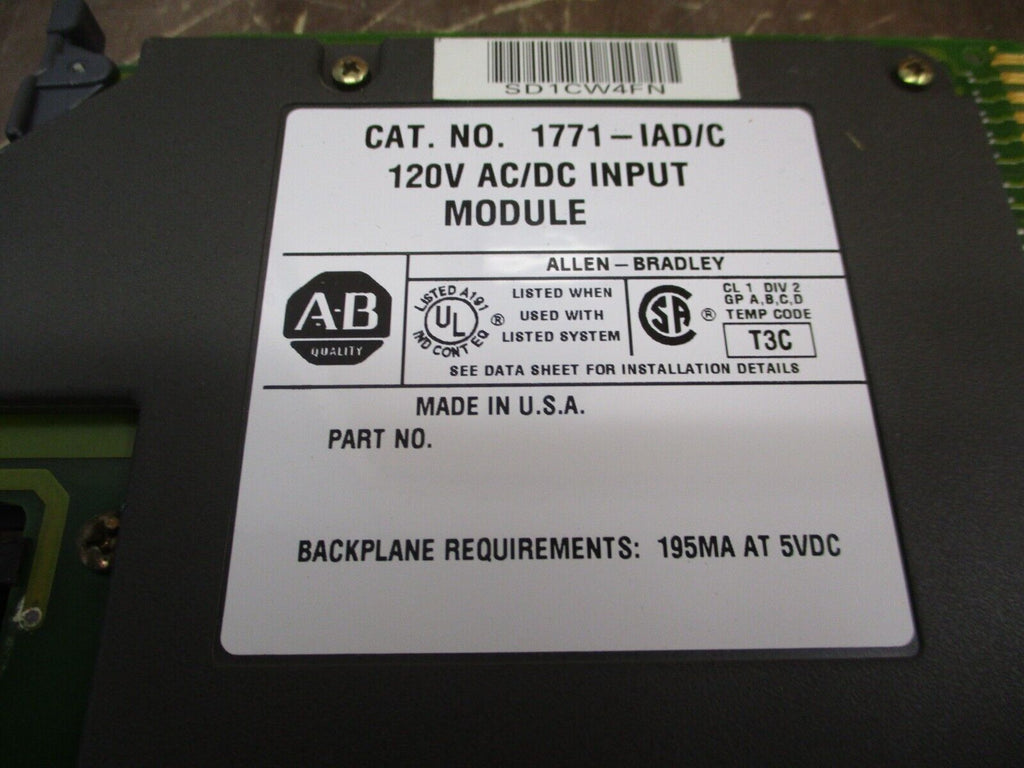 SD1CW4FN
CAT. NO. 1771-IAD/C
120V AC/DC INPUT
MODULE
ALLEN-BRADLEY
A-B
QUALITY
LISTED A191
UL
IND CONT EQ
®
LISTED WHEN
USED WITH
LISTED SYSTEM
SA
®
CL 1 DIV 2
GP A,B,C,D
TEMP CODE
T3C
SEE DATA SHEET FOR INSTALLATION DETAILS
MADE IN U.S.A.
PART NO.
BACKPLANE REQUIREMENTS: 195MA AT 5VDC